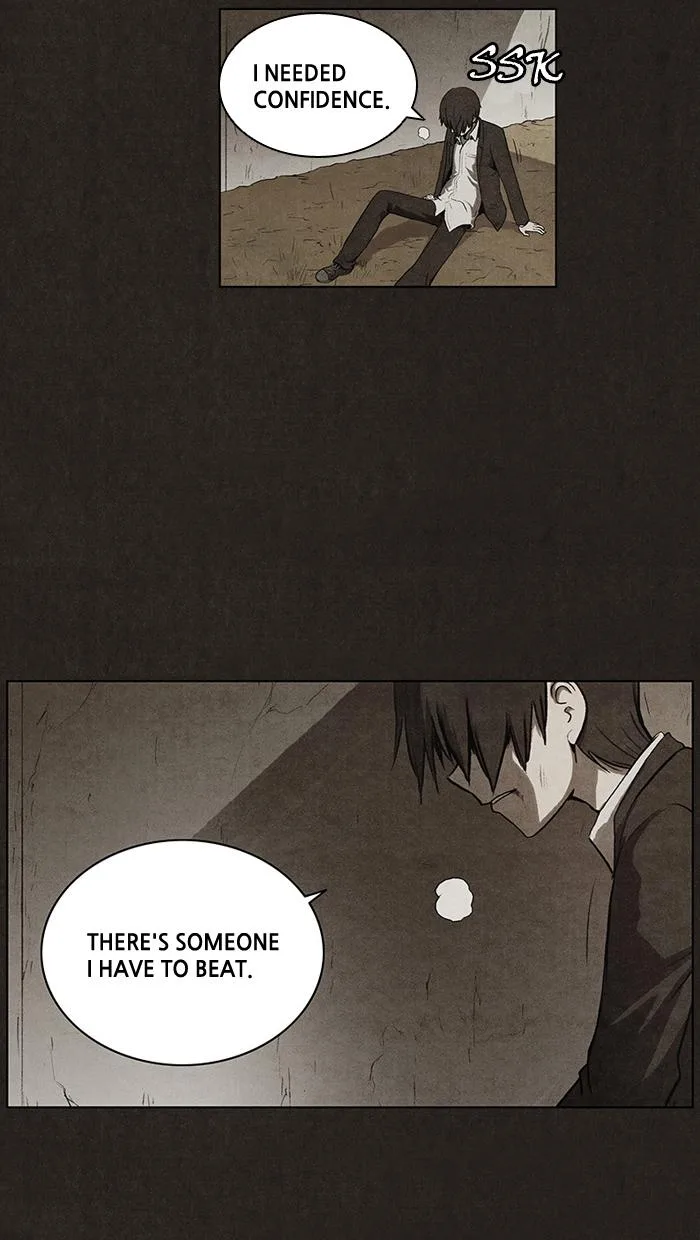 I NEEDED
CONFIDENCE.
SSK
THERE'S SOMEONE
I HAVE TO BEAT.